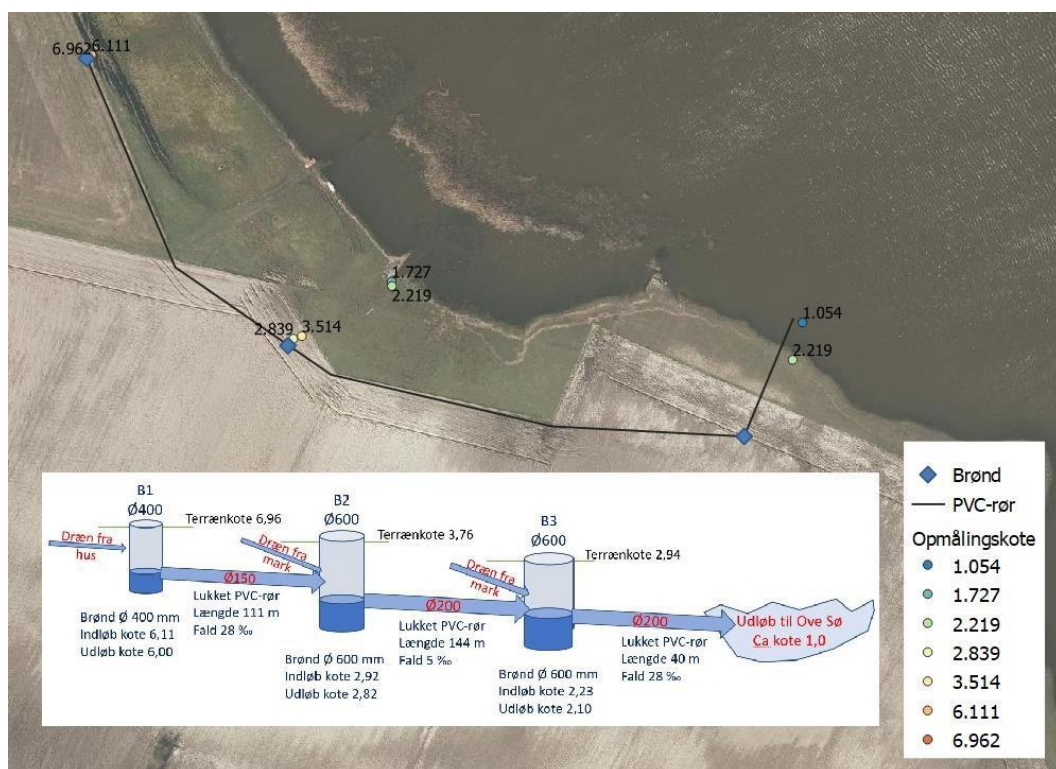 6.962 6.111
1.727
2.219
2.839 3.514
1.054
2.219
B1
Ø400
Terrænkote 6,96
Dræn fra
hus
Brønd Ø 400 mm
Indløb kote 6,11
Udløb kote 6,00
Ø150
Lukket PVC-rør
Længde 111 m
Fald 28 ‰
B2
Ø600
Terrænkote 3,76
Dræn fra
mark
Brønd Ø 600 mm
Indløb kote 2,92
Udløb kote 2,82
Ø200
Lukket PVC-rør
Længde 144 m
Fald 5 ‰
B3
Ø600
Terrænkote 2,94
Dræn fra
mark
Brønd Ø 600 mm
Indløb kote 2,23
Udløb kote 2,10
Ø200
Lukket PVC-rør
Længde 40 m
Fald 28 ‰
Udløb til Ove Sø
Ca kote 1,0
Brønd
PVC-rør
Opmålingskote
1.054
1.727
2.219
2.839
3.514
6.111
6.962